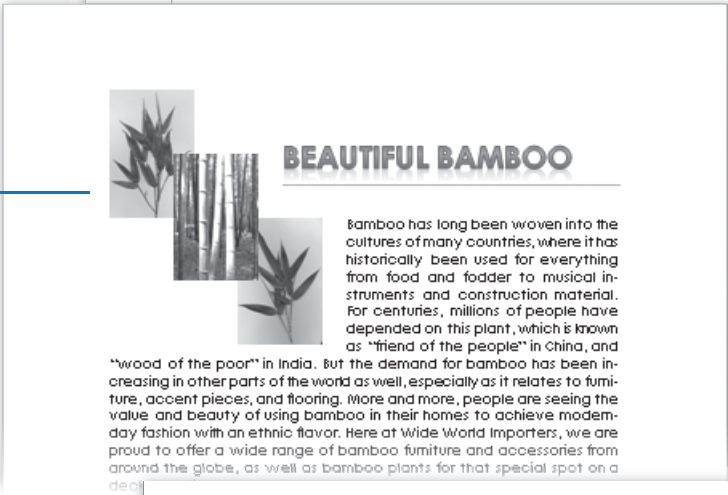 BEAUTIFUL BAMBOO
Bamboo has long been woven into the
cultures of many countries, where it has
historically been used for everything
from food and fodder to musical in-
struments and construction material.
For centuries, millions of people have
depended on this plant, which is known
as “friend of the people” in China, and
“wood of the poor” in India. But the demand for bamboo has been in-
creasing in other parts of the world as well, especially as it relates to furni-
ture, accent pieces, and flooring. More and more, people are seeing the
value and beauty of using bamboo in their homes to achieve modern-
day fashion with an ethnic flavor. Here at Wide World Importers, we are
proud to offer a wide range of bamboo furniture and accessories from
around the globe, as well as bamboo plants for that special spot on a